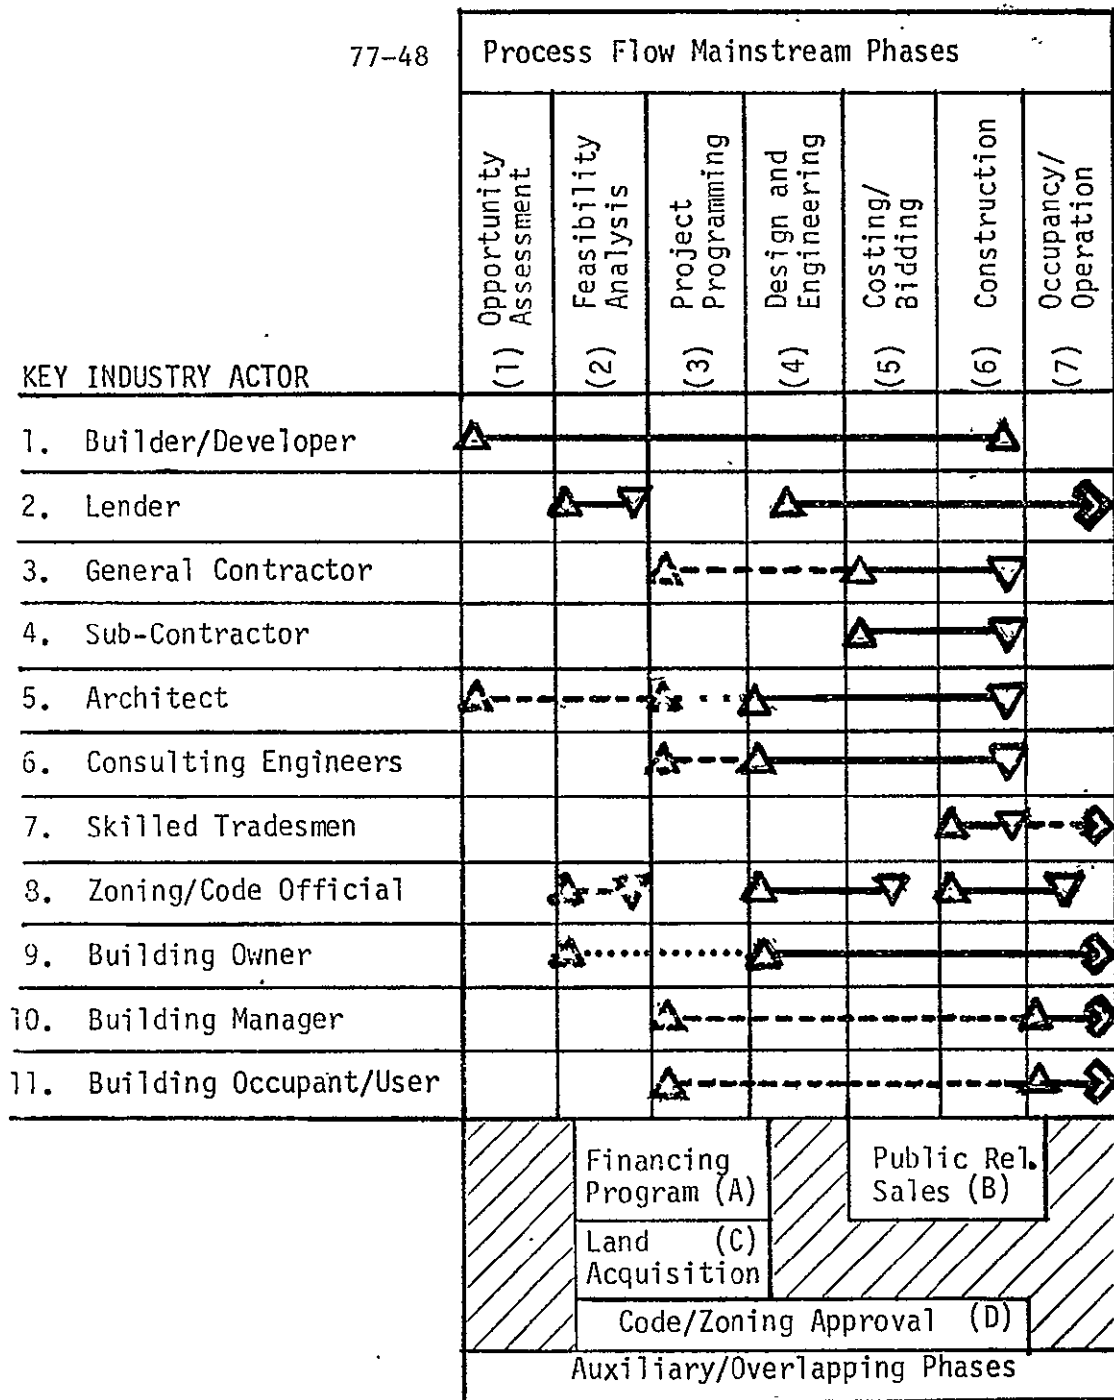 77-48
Process Flow Mainstream Phases
(1) Opportunity
Assessment
(2) Feasibility
Analysis
(3) Project
Programming
(4) Design and
Engineering
(5) Costing/
Bidding
(6) Construction
(7) Occupancy/
Operation
KEY INDUSTRY ACTOR
1. Builder/Developer
2. Lender
3. General Contractor
4. Sub-Contractor
5. Architect
6. Consulting Engineers
7. Skilled Tradesmen
8. Zoning/Code Official
9. Building Owner
10. Building Manager
11. Building Occupant/User
Financing
Program (A)
Public Rel.
Sales (B)
Land (C)
Acquisition
Code/Zoning Approval (D)
Auxiliary/Overlapping Phases